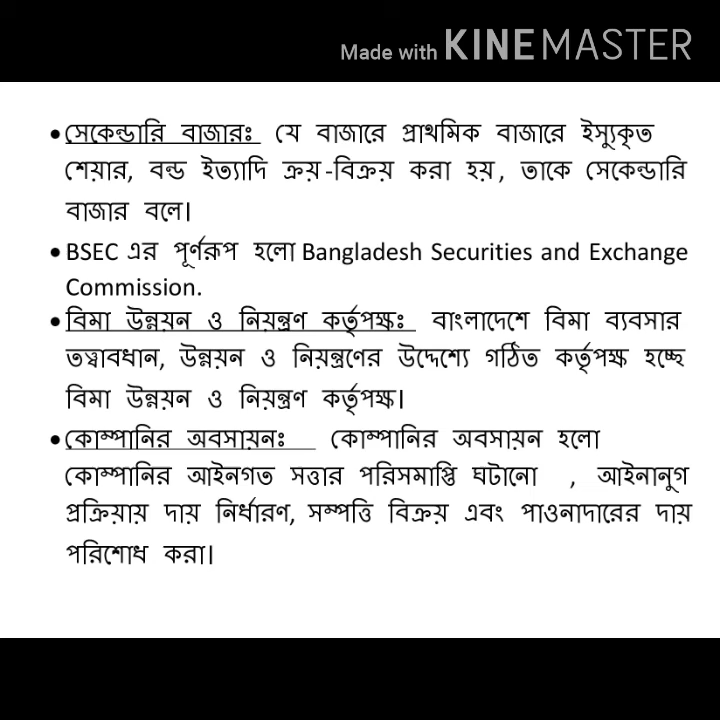 Made with KINEMASTER
• সেকেন্ডারি বাজারঃ যে বাজারে প্রাথমিক বাজারে ইস্যুকৃত
শেয়ার, বন্ড ইত্যাদি ক্রয়-বিক্রয় করা হয়, তাকে সেকেন্ডারি
বাজার বলে।
• BSEC এর পূর্ণরূপ হলো Bangladesh Securities and Exchange
Commission.
• বিমা উন্নয়ন ও নিয়ন্ত্রণ কর্তৃপক্ষঃ বাংলাদেশে বিমা ব্যবসার
তত্ত্বাবধান, উন্নয়ন ও নিয়ন্ত্রণের উদ্দেশ্যে গঠিত কর্তৃপক্ষ হচ্ছে
বিমা উন্নয়ন ও নিয়ন্ত্রণ কর্তৃপক্ষ।
• কোম্পানির অবসায়নঃ কোম্পানির অবসায়ন হলো
কোম্পানির আইনগত সত্তার পরিসমাপ্তি ঘটানো , আইনানুগ
প্রক্রিয়ায় দায় নির্ধারণ, সম্পত্তি বিক্রয় এবং পাওনাদারের দায়
পরিশোধ করা।